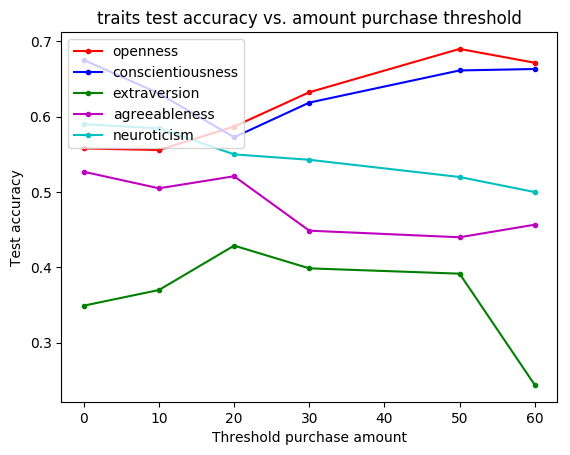 traits test accuracy vs. amount purchase threshold
0.7
0.6
0.5
0.4
0.3
Test accuracy
openness
conscientiousness
extraversion
agreeableness
neuroticism
0 10 20 30 40 50 60
Threshold purchase amount